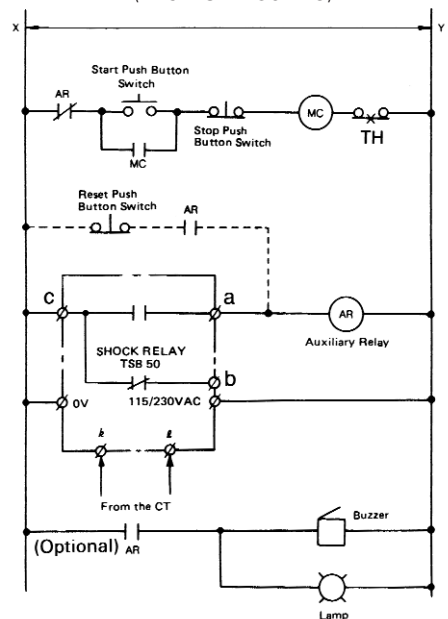 X
Y
Start Push Button
Switch
AR
MC
Stop Push
Button Switch
MC
TH
Reset Push
Button Switch
AR
c
a
AR
Auxiliary Relay
SHOCK RELAY
TSB 50
b
0V
115/230VAC
k
ℓ
From the CT
Buzzer
(Optional)
AR
Lamp